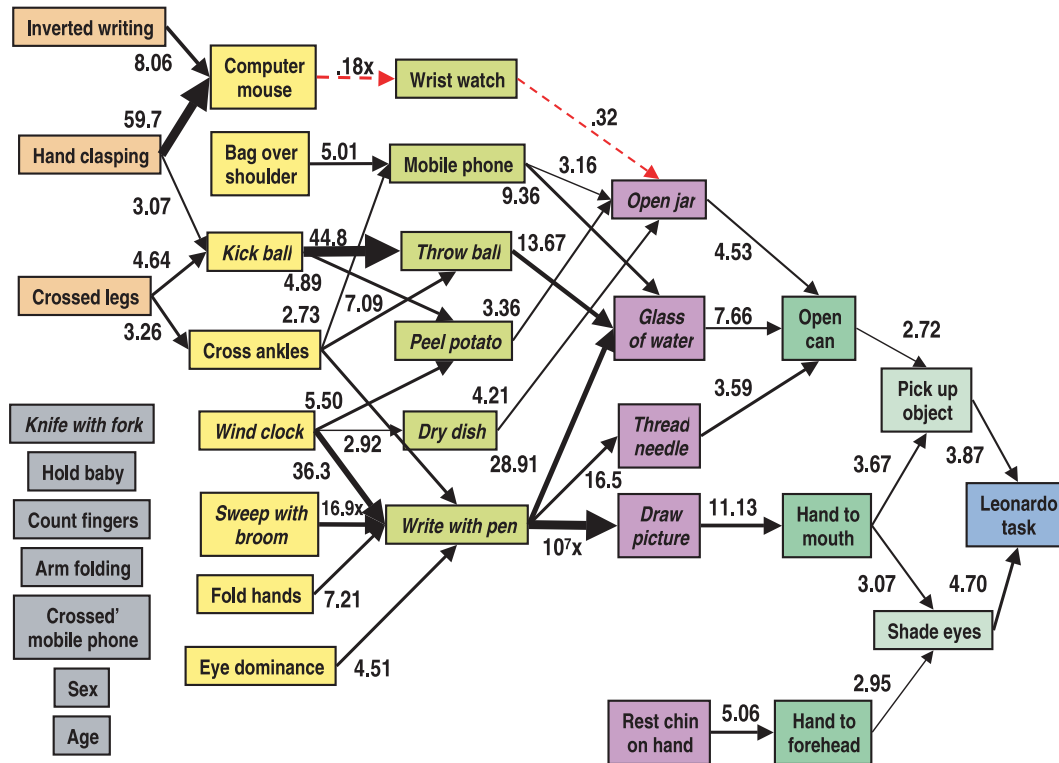 Inverted writing
8.06
Computer
mouse
.18x
Wrist watch
59.7
.32
Hand clasping
Bag over
shoulder
5.01
Mobile phone
3.16
9.36
Open jar
3.07
4.64
Kick ball
44.8
Throw ball
13.67
4.53
Crossed legs
4.89
7.09
3.26
2.73
3.36
Cross ankles
Peel potato
Glass
of water
7.66
Open
can
2.72
5.50
4.21
3.59
Pick up
object
Knife with fork
Wind clock
2.92
Dry dish
Thread
needle
Hold baby
36.3
28.91
16.5
3.67
3.87
Count fingers
Sweep with
broom
16.9x
Write with pen
10⁷x
Draw
picture
11.13
Hand to
mouth
Leonardo
task
Arm folding
Fold hands
7.21
3.07
4.70
Crossed’
mobile phone
Shade eyes
Eye dominance
4.51
Sex
2.95
Age
Rest chin
on hand
5.06
Hand to
forehead